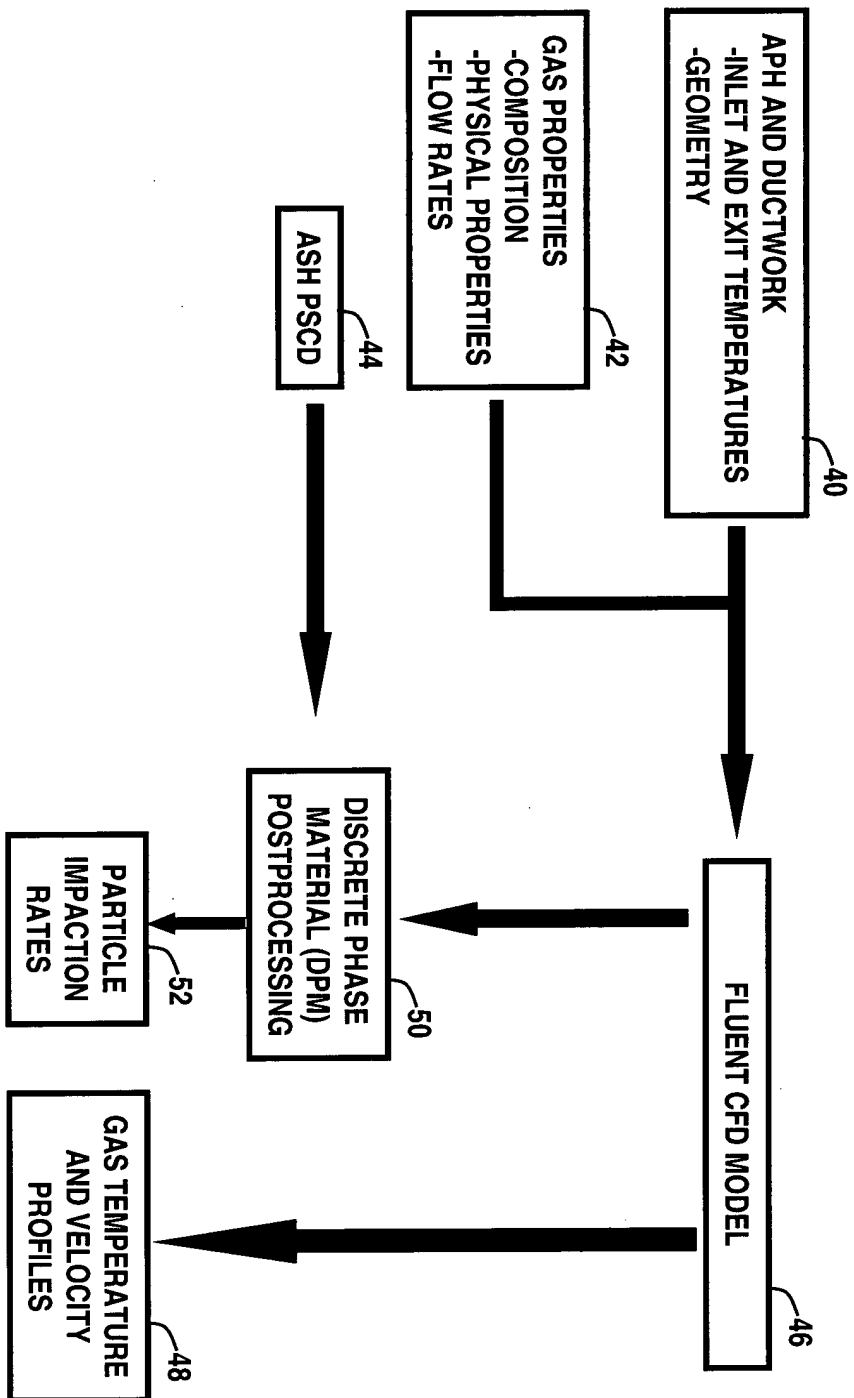 APH AND DUCTWORK
-INLET AND EXIT TEMPERATURES
-GEOMETRY
40
GAS PROPERTIES
-COMPOSITION
-PHYSICAL PROPERTIES
-FLOW RATES
42
ASH PSCD
44
FLUENT CFD MODEL
46
DISCRETE PHASE
MATERIAL (DPM)
POSTPROCESSING
50
PARTICLE
IMPACTION
RATES
52
GAS TEMPERATURE
AND VELOCITY
PROFILES
48